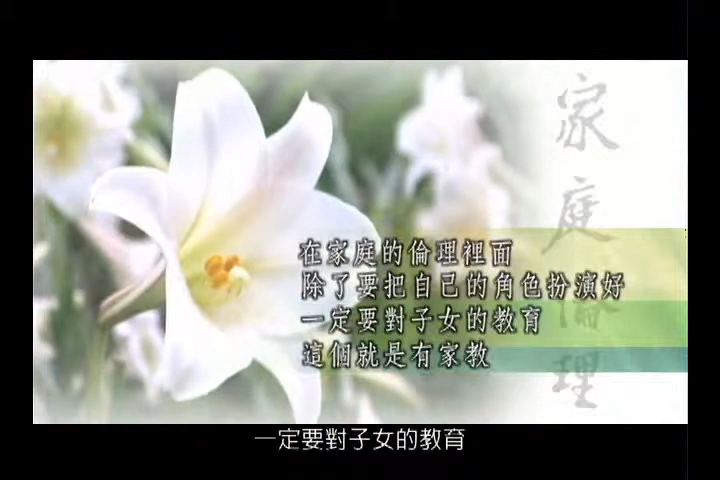 家庭倫理
在家庭的倫理裡面
除了要把自己的角色扮演好
一定要對子女的教育
這個就是有家教
一定要對子女的教育